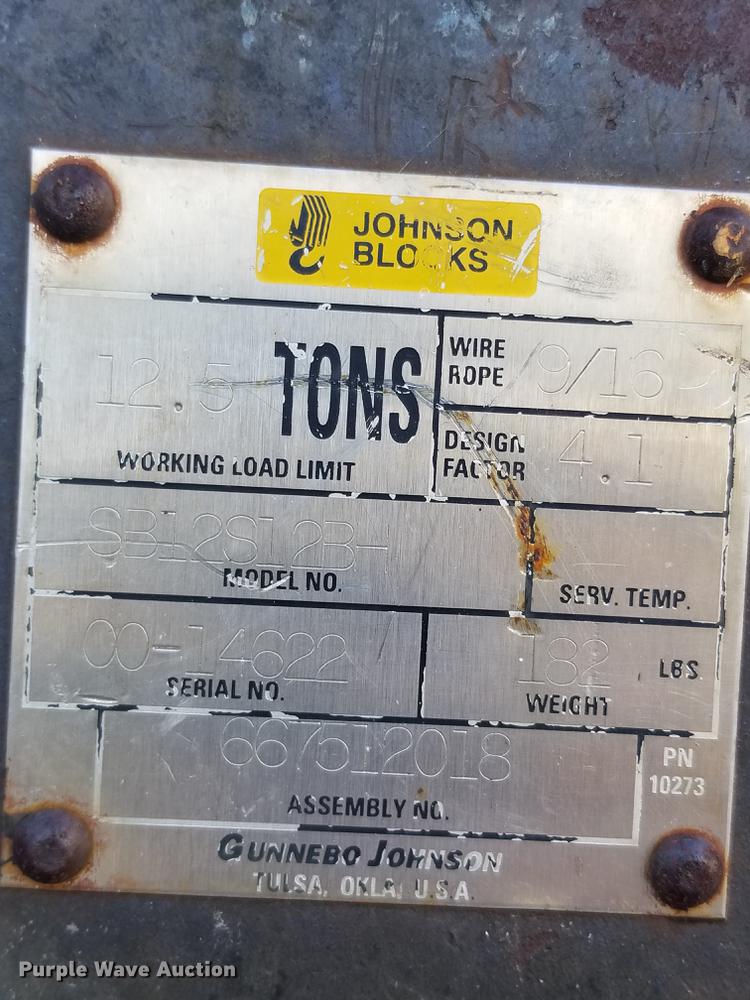 JOHNSON
BLOCKS
12.5 TONS
WORKING LOAD LIMIT
WIRE
ROPE
9/16
DESIGN
FACTOR
4.1
SB12S12B-
MODEL NO.
SERV. TEMP.
00-14622
SERIAL NO.
182 LBS.
WEIGHT
667512018
ASSEMBLY NO.
PN
10273
GUNNEBO JOHNSON
TULSA, OKLA. U.S.A.
Purple Wave Auction